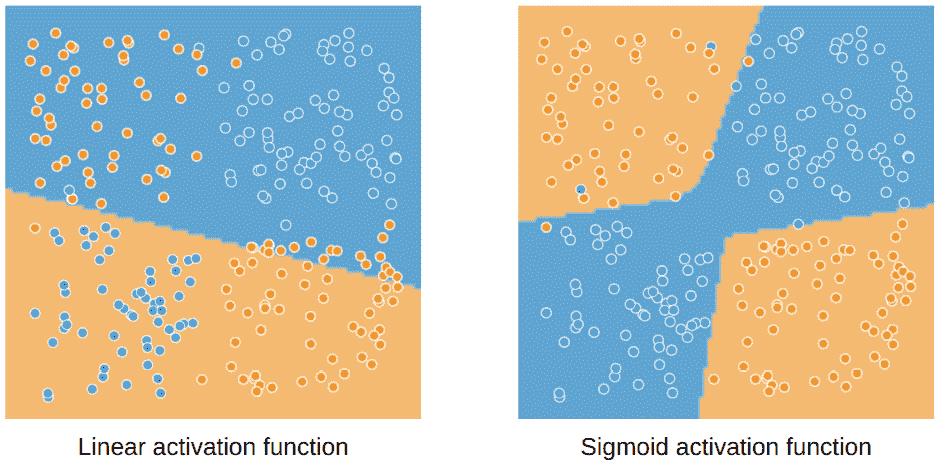 Linear activation function
Sigmoid activation function